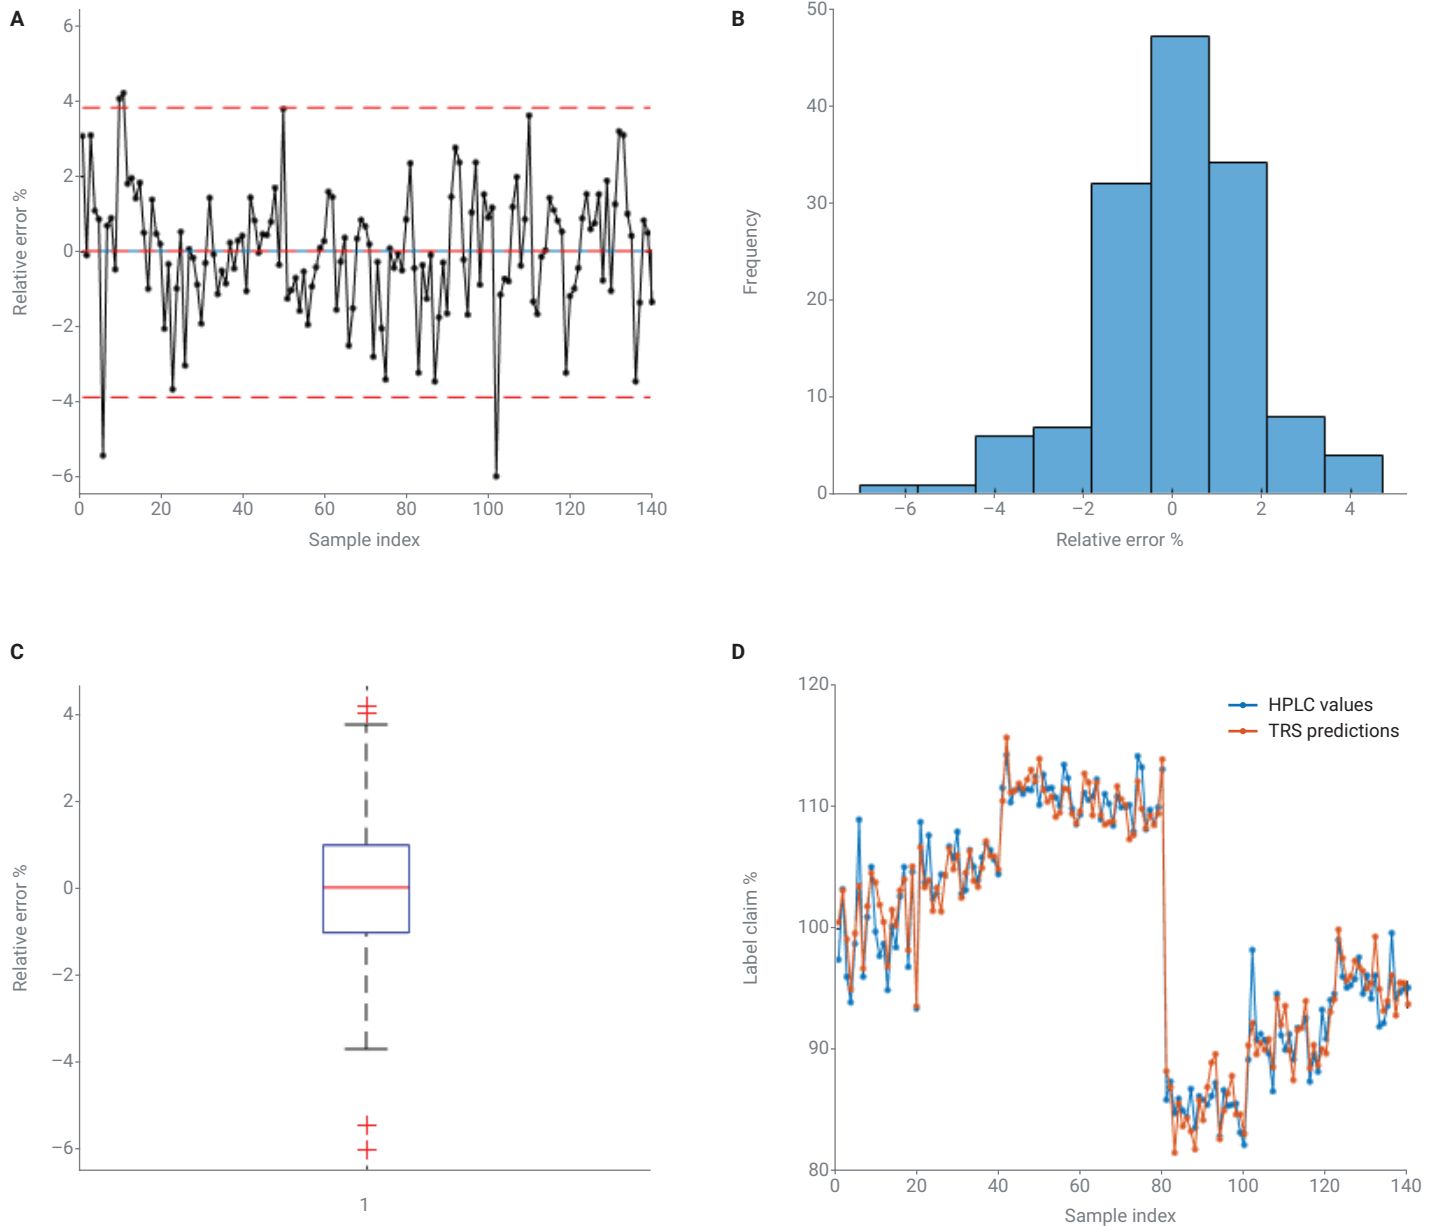 A
6
4
2
0
−2
−4
−6
0 20 40 60 80 100 120 140
Relative error %
Sample index
B
50
40
30
20
10
0
−6 −4 −2 0 2 4
Frequency
Relative error %
C
4
2
0
−2
−4
−6
1
Relative error %
D
120
110
100
90
80
0 20 40 60 80 100 120 140
Label claim %
Sample index
HPLC values
TRS predictions